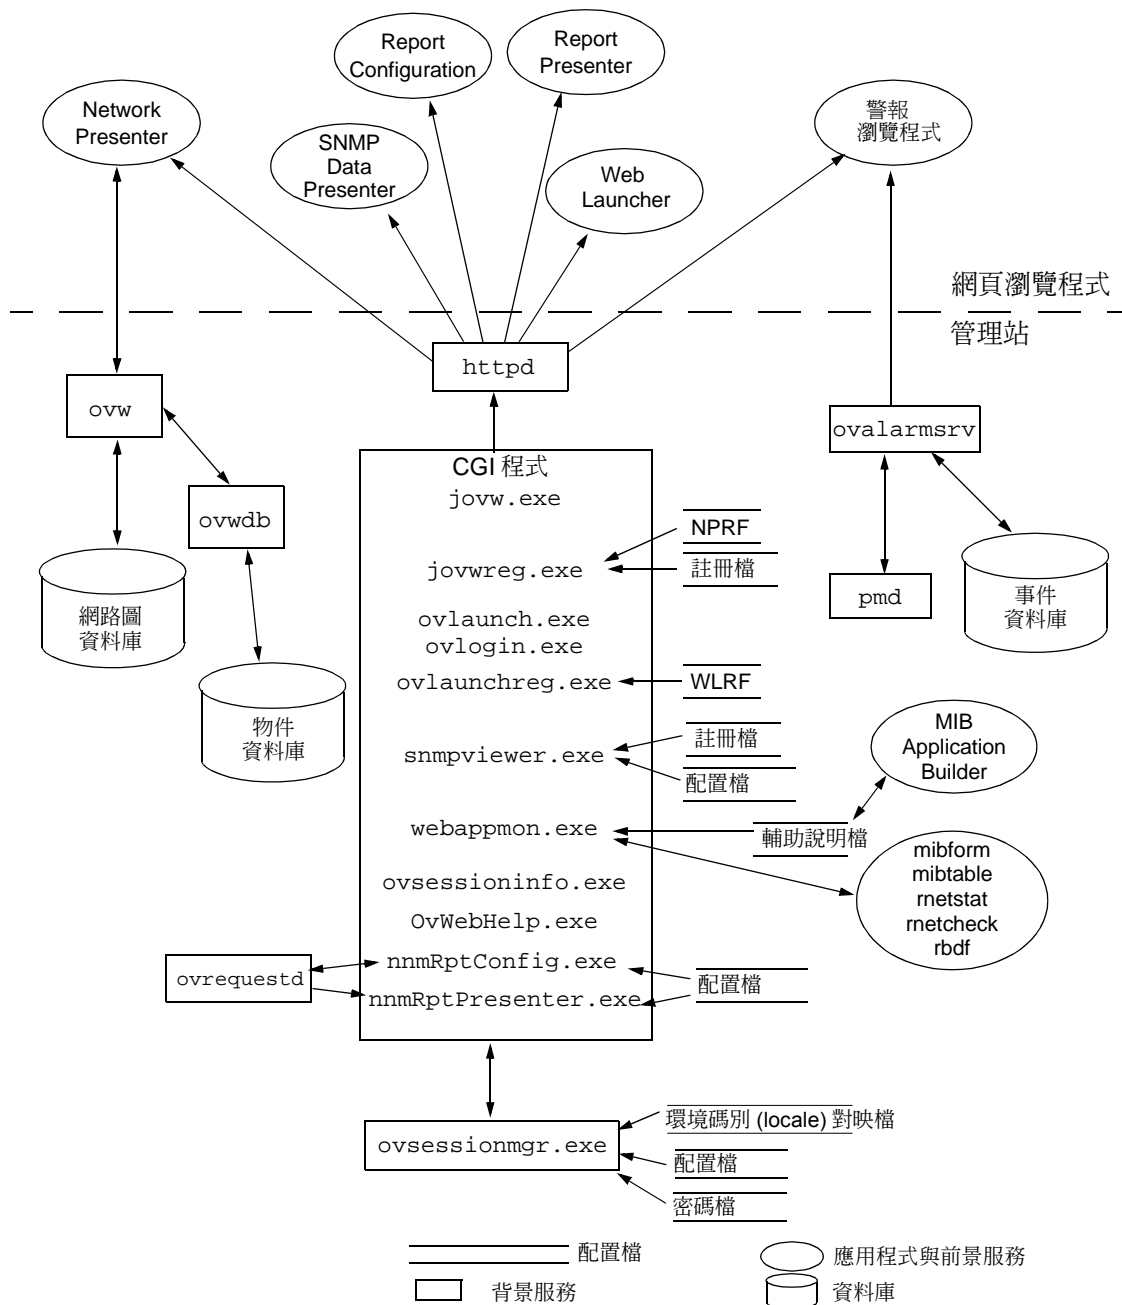 Report
Configuration
Report
Presenter
Network
Presenter
警報
瀏覽程式
SNMP
Data
Presenter
Web
Launcher
網頁瀏覽程式
管理站
httpd
ovw
ovalarmsrv
CGI 程式
jovw.exe
ovwdb
NPRF
jovwreg.exe
註冊檔
pmd
事件
資料庫
網路圖
資料庫
ovlaunch.exe
ovlogin.exe
ovlaunchreg.exe
WLRF
物件
資料庫
註冊檔
snmpviewer.exe
配置檔
MIB
Application
Builder
webappmon.exe
輔助說明檔
mibform
mibtable
rnetstat
rnetcheck
rbdf
ovsessioninfo.exe
OvWebHelp.exe
ovrequestd
nnmRptConfig.exe
nnmRptPresenter.exe
配置檔
環境碼別 (locale) 對映檔
ovsessionmgr.exe
配置檔
密碼檔
配置檔
應用程式與前景服務
背景服務
資料庫